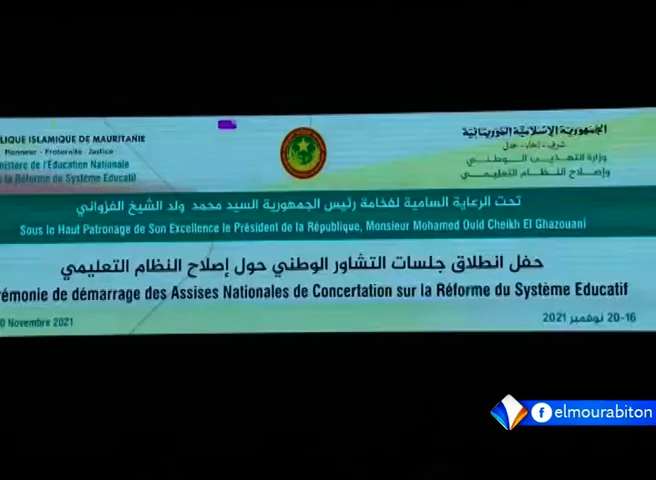 LIQUE ISLAMIQUE DE MAURITANIE
Honneur - Fraternité - Justice
inistère de l'Éducation Nationale
la Réforme de Système Educatif
الجمهورية الإسلامية الموريتانية
شرف - إخاء - عدل
وزارة التهذيب الوطني
وإصلاح النظام التعليمي
تحت الرعاية السامية لفخامة رئيس الجمهورية السيد محمد ولد الشيخ الغزواني
Sous le Haut Patronage de Son Excellence le Président de la République, Monsieur Mohamed Ould Cheikh El Ghazouani
حفل انطلاق جلسات التشاور الوطني حول إصلاح النظام التعليمي
rémonie de démarrage des Assises Nationales de Concertation sur la Réforme du Système Educatif
0 Novembre 2021
16-20 نوفمبر 2021
elmourabiton